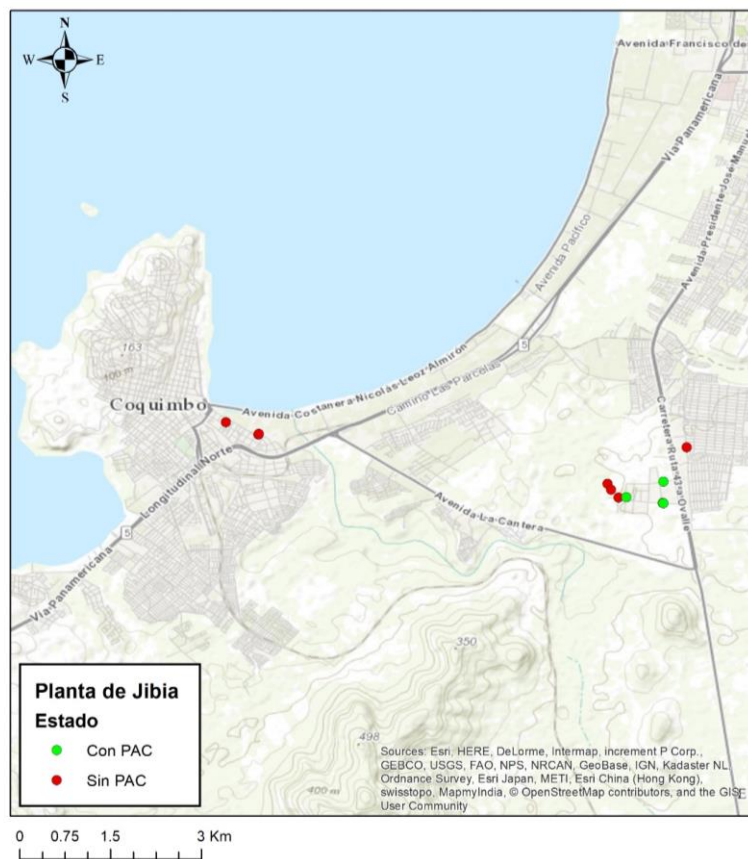 N
W E
S
Avenida Francisco de
Vía Panamericana
Avenida Presidente José Manuel
Avenida Pacífico
5
163
100 m
Avenida Costanera Nicolás Leoz Almirón
Camino Las Parcelas
Coquimbo
Longitudinal Norte
Carretera Ruta 43 a Ovalle
Avenida La Cantera
5
Vía Panamericana
350
498
400 m
Planta de Jibia
Estado
Con PAC
Sin PAC
Sources: Esri, HERE, DeLorme, Intermap, increment P Corp.,
GEBCO, USGS, FAO, NPS, NRCAN, GeoBase, IGN, Kadaster NL,
Ordnance Survey, Esri Japan, METI, Esri China (Hong Kong),
swisstopo, MapmyIndia, © OpenStreetMap contributors, and the GIS
User Community
0 0.75 1.5 3 Km